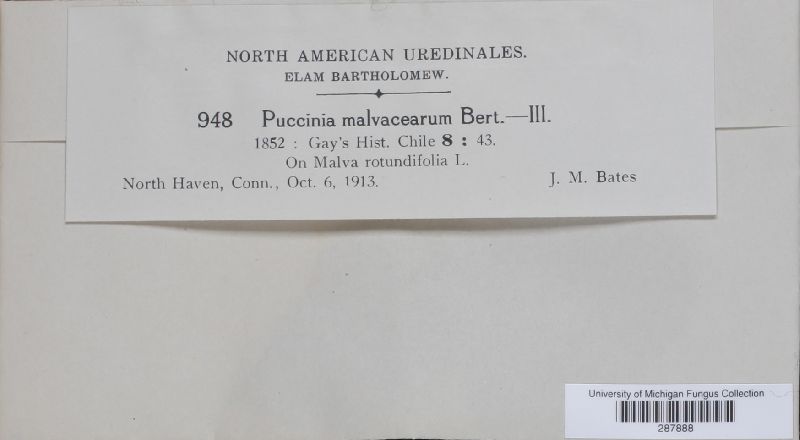 NORTH AMERICAN UREDINALES.
ELAM BARTHOLOMEW.
948 Puccinia malvacearum Bert.—III.
1852 : Gay's Hist. Chile 8 : 43.
On Malva rotundifolia L.
North Haven, Conn., Oct. 6, 1913. J. M. Bates
University of Michigan Fungus Collection
287888